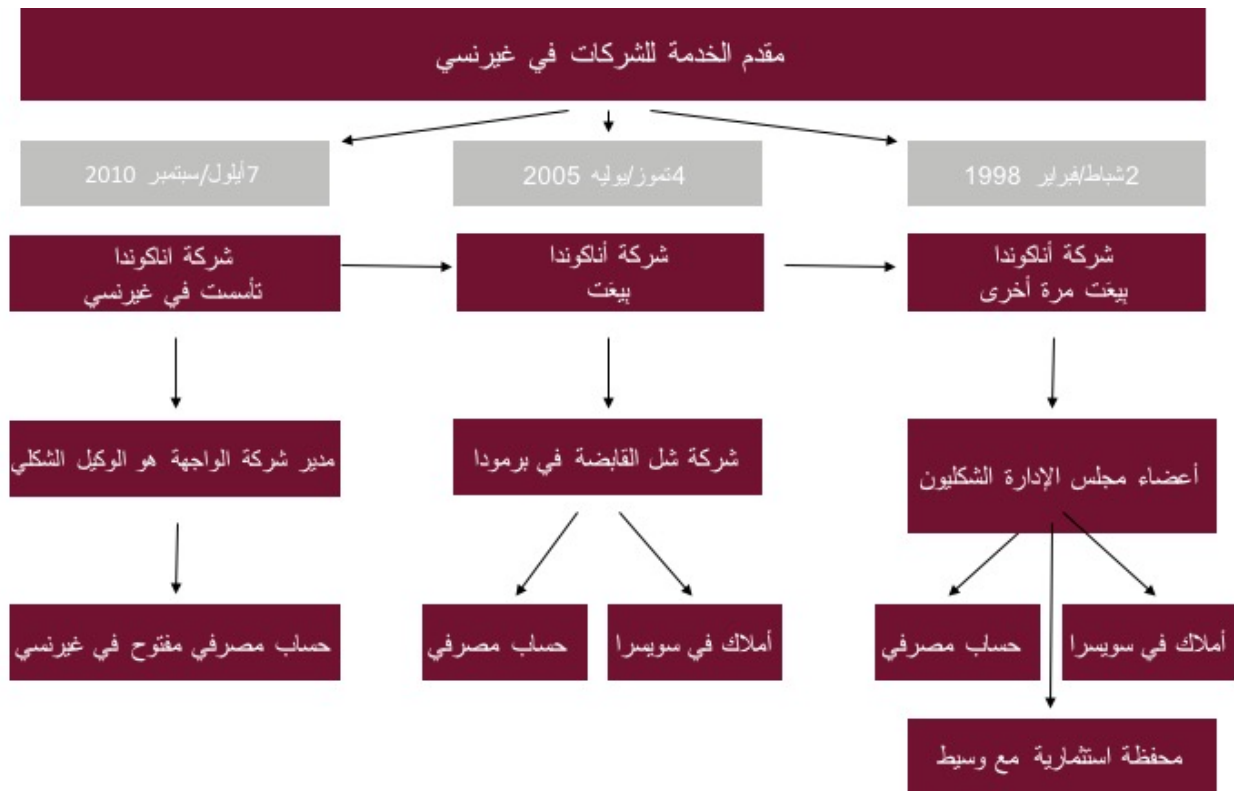 مقدم الخدمة للشركات في غيرنسي
2شباط/فبراير 1998
4تموز/يوليه 2005
7أيلول/سبتمبر 2010
شركة أناكوندا
بِيعَت مرة أخرى
شركة أناكوندا
بِيعَت
شركة اناكوندا
تأسست في غيرنسي
أعضاء مجلس الإدارة الشكليون
شركة شل القابضة في برمودا
مدير شركة الواجهة هو الوكيل الشكلي
أملاك في سويسرا
حساب مصرفي
أملاك في سويسرا
حساب مصرفي
حساب مصرفي مفتوح في غيرنسي
محفظة استثمارية مع وسيط